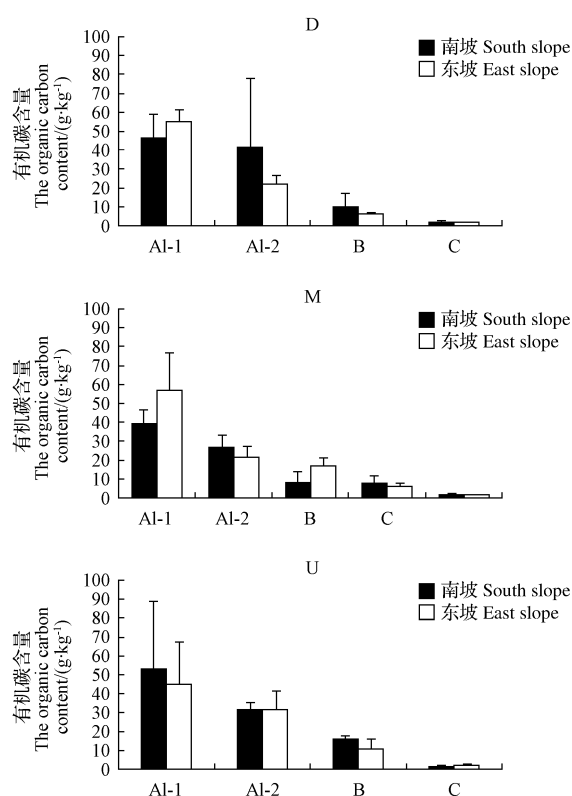 D
南坡 South slope
东坡 East slope
有机碳含量
The organic carbon
content/(g·kg⁻¹)
100
90
80
70
60
50
40
30
20
10
0
Al-1 Al-2 B C
M
南坡 South slope
东坡 East slope
有机碳含量
The organic carbon
content/(g·kg⁻¹)
100
90
80
70
60
50
40
30
20
10
0
Al-1 Al-2 B C
U
南坡 South slope
东坡 East slope
有机碳含量
The organic carbon
content/(g·kg⁻¹)
100
90
80
70
60
50
40
30
20
10
0
Al-1 Al-2 B C